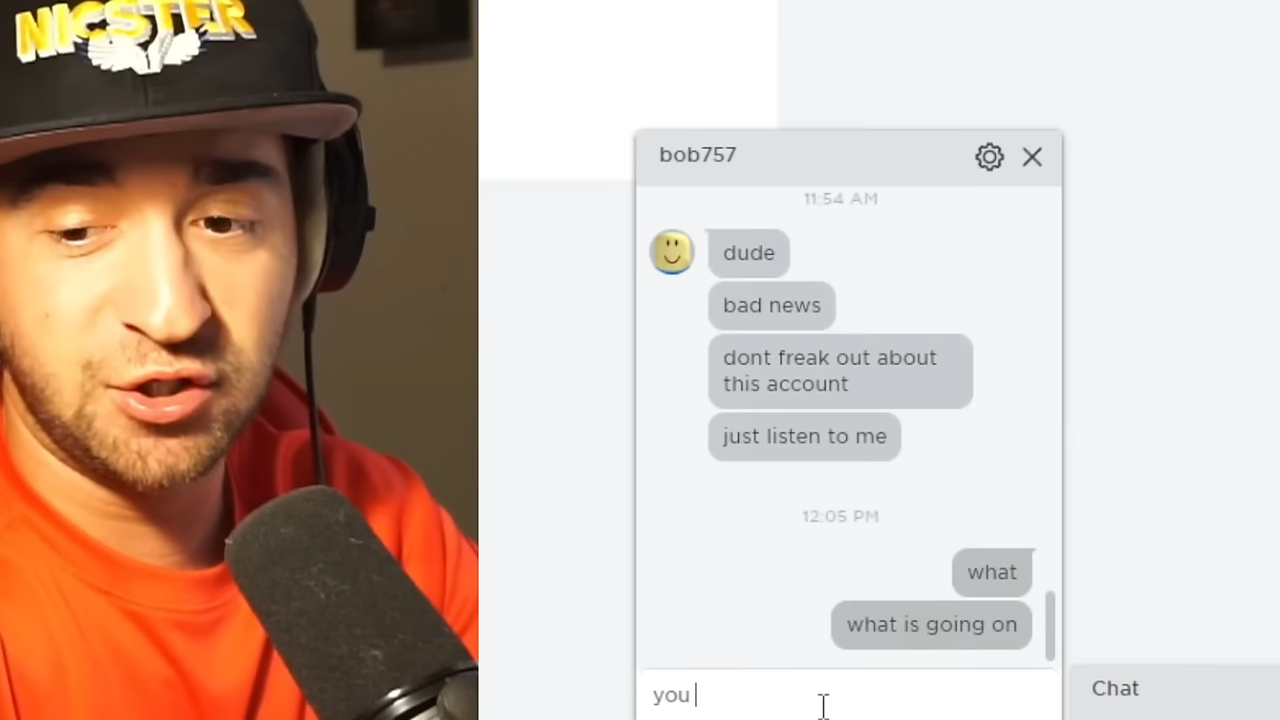 NICSTER
bob757
11:54 AM
dude
bad news
dont freak out about
this account
just listen to me
12:05 PM
what
what is going on
you
Chat